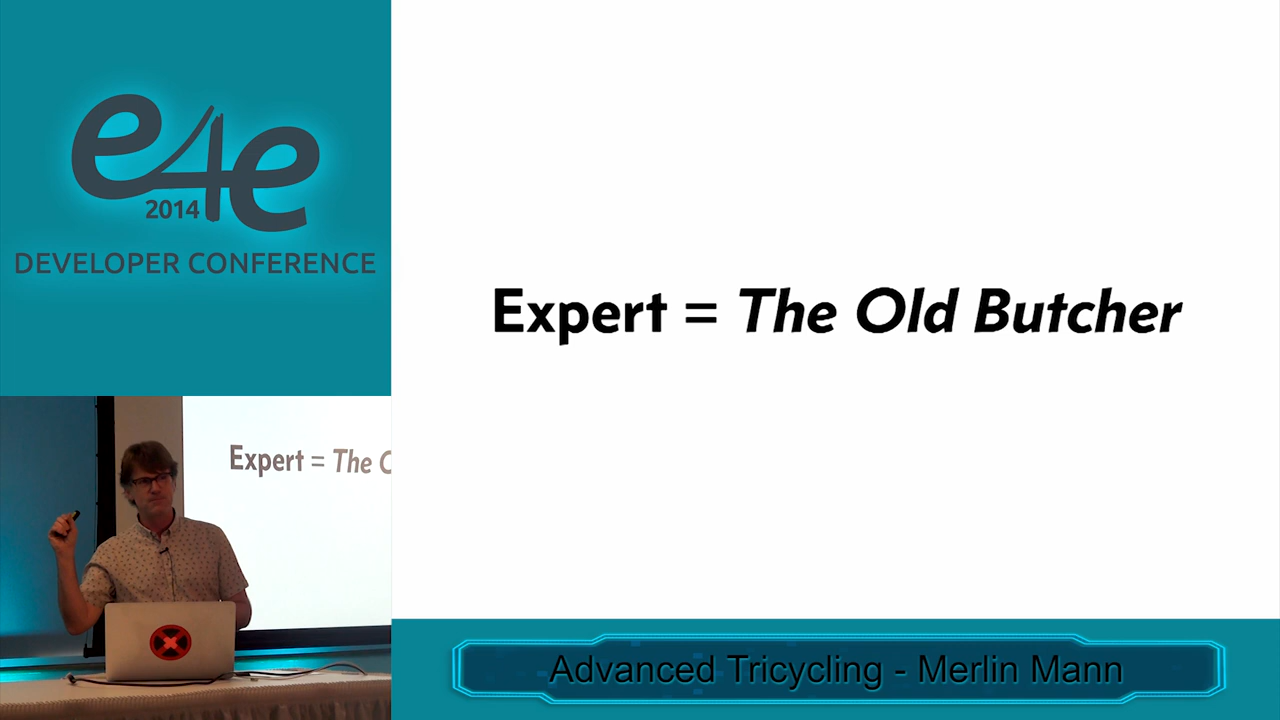 e4e
2014
DEVELOPER CONFERENCE
Expert = The Old Butcher
Expert = The O
Advanced Tricycling - Merlin Mann